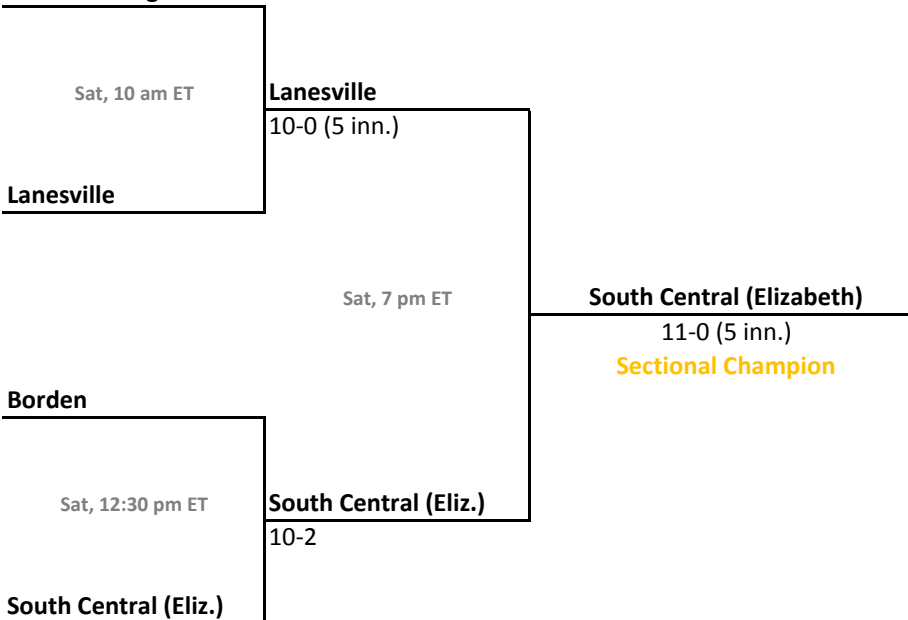 Sat, 10 am ET
Lanesville
10-0 (5 inn.)
Lanesville
Sat, 7 pm ET
South Central (Elizabeth)
11-0 (5 inn.)
Sectional Champion
Borden
Sat, 12:30 pm ET
South Central (Eliz.)
10-2
South Central (Eliz.)